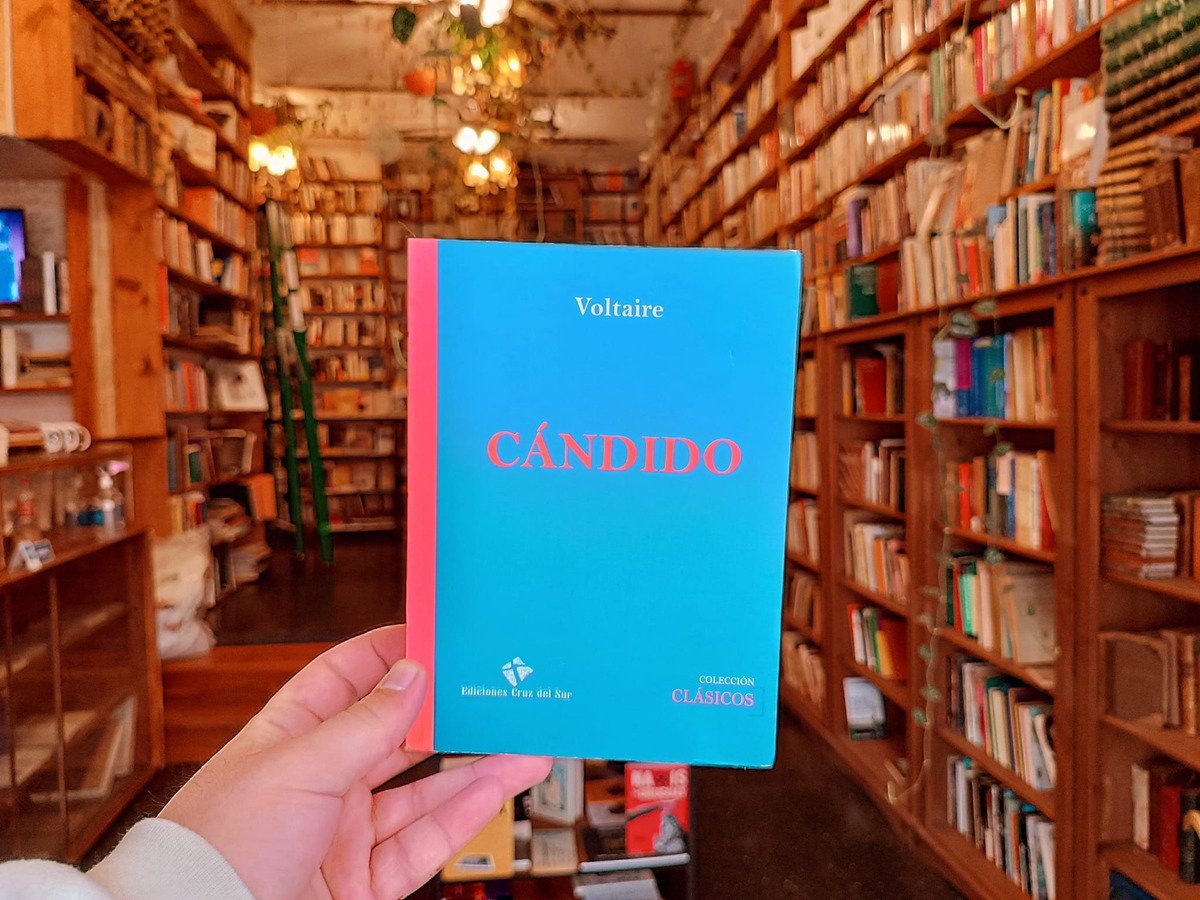 Voltaire
CÁNDIDO
Ediciones Cruz del Sur
COLECCIÓN
CLÁSICOS